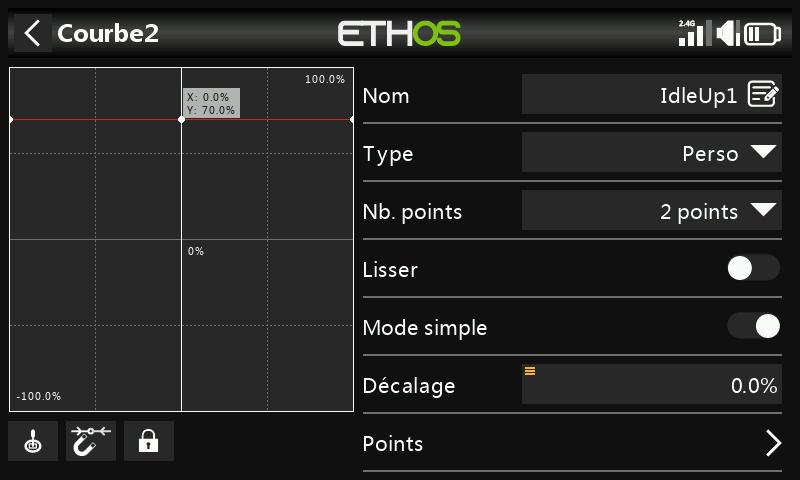 Courbe2
ETHOS
2.4G
100.0%
X: 0.0%
Y: 70.0%
0%
-100.0%
Nom IdleUp1
Type Perso
Nb. points 2 points
Lisser
Mode simple
Décalage 0.0%
Points